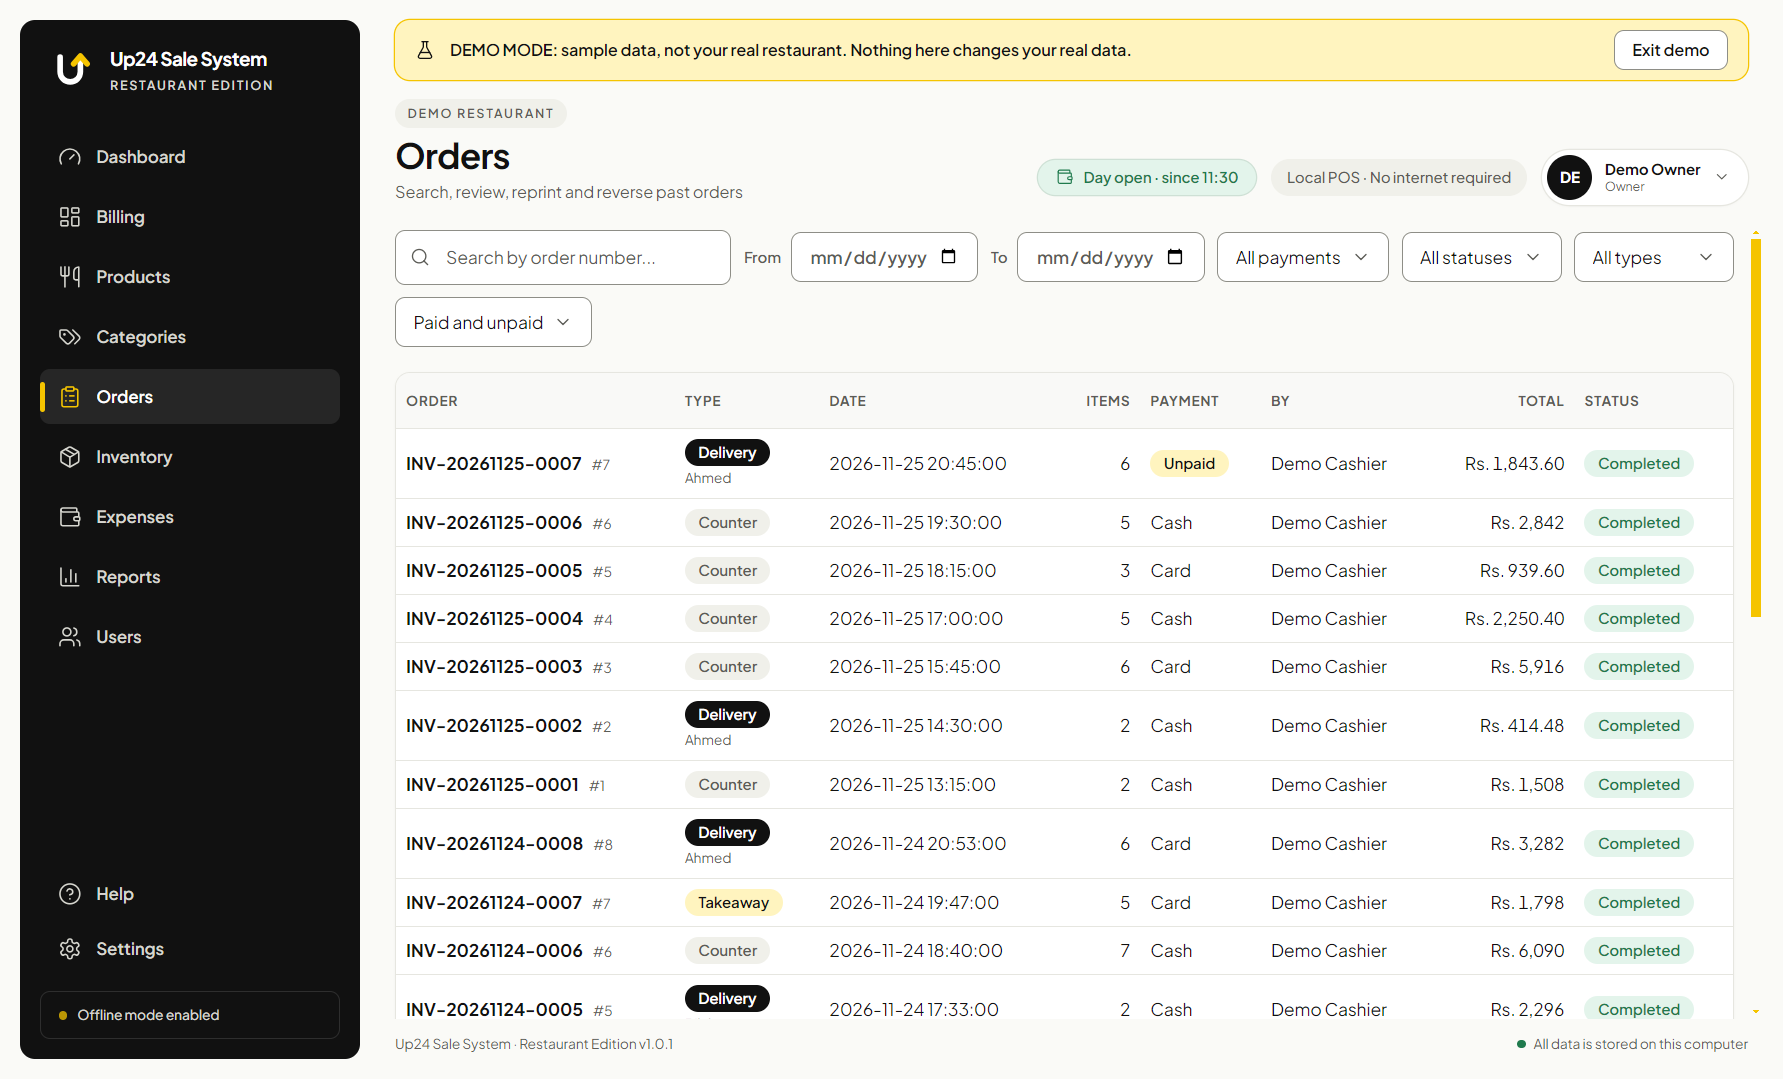 Up24 Sale System
RESTAURANT EDITION
Dashboard
Billing
Products
Categories
Orders
Inventory
Expenses
Reports
Users
Help
Settings
Offline mode enabled
DEMO MODE: sample data, not your real restaurant. Nothing here changes your real data.
Exit demo
DEMO RESTAURANT
Orders
Search, review, reprint and reverse past orders
Day open · since 11:30
Local POS · No internet required
DE
Demo Owner
Owner
Search by order number...
From mm/dd/yyyy To mm/dd/yyyy All payments All statuses All types
Paid and unpaid
ORDER TYPE DATE ITEMS PAYMENT BY TOTAL STATUS
INV-20261125-0007 #7 Delivery 2026-11-25 20:45:00 6 Unpaid Demo Cashier Rs. 1,843.60 Completed
Ahmed
INV-20261125-0006 #6 Counter 2026-11-25 19:30:00 5 Cash Demo Cashier Rs. 2,842 Completed
INV-20261125-0005 #5 Counter 2026-11-25 18:15:00 3 Card Demo Cashier Rs. 939.60 Completed
INV-20261125-0004 #4 Counter 2026-11-25 17:00:00 5 Cash Demo Cashier Rs. 2,250.40 Completed
INV-20261125-0003 #3 Counter 2026-11-25 15:45:00 6 Card Demo Cashier Rs. 5,916 Completed
INV-20261125-0002 #2 Delivery 2026-11-25 14:30:00 2 Cash Demo Cashier Rs. 414.48 Completed
Ahmed
INV-20261125-0001 #1 Counter 2026-11-25 13:15:00 2 Cash Demo Cashier Rs. 1,508 Completed
INV-20261124-0008 #8 Delivery 2026-11-24 20:53:00 6 Card Demo Cashier Rs. 3,282 Completed
Ahmed
INV-20261124-0007 #7 Takeaway 2026-11-24 19:47:00 5 Card Demo Cashier Rs. 1,798 Completed
INV-20261124-0006 #6 Counter 2026-11-24 18:40:00 7 Cash Demo Cashier Rs. 6,090 Completed
INV-20261124-0005 #5 Delivery 2026-11-24 17:33:00 2 Cash Demo Cashier Rs. 2,296 Completed
Up24 Sale System · Restaurant Edition v1.0.1
All data is stored on this computer